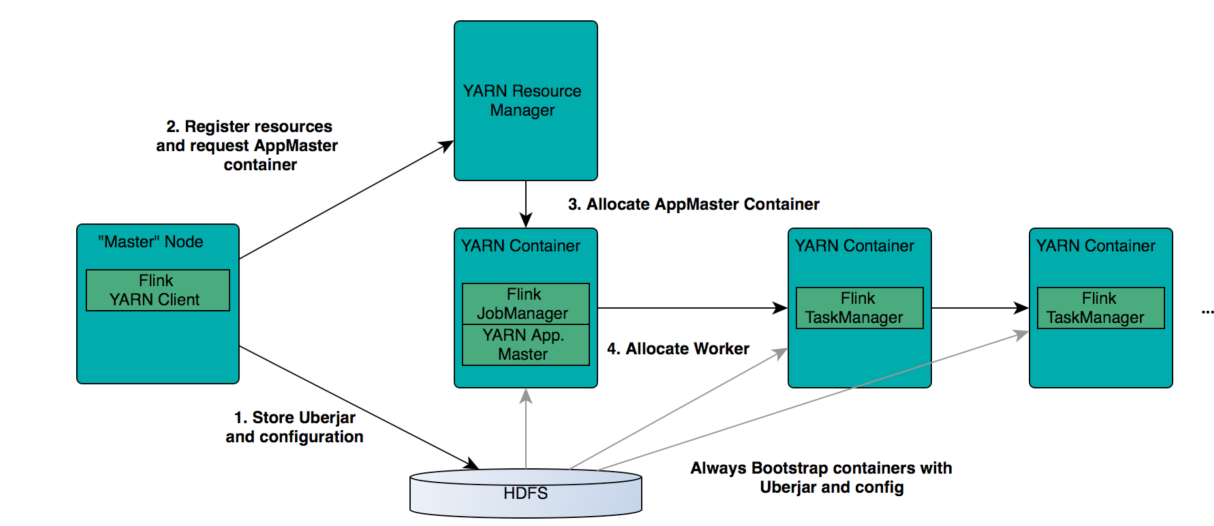 YARN Resource
Manager
2. Register resources
and request AppMaster
container
3. Allocate AppMaster Container
"Master" Node
Flink
YARN Client
YARN Container
Flink
JobManager
YARN App.
Master
YARN Container
Flink
TaskManager
YARN Container
Flink
TaskManager
...
4. Allocate Worker
1. Store Uberjar
and configuration
Always Bootstrap containers with
Uberjar and config
HDFS